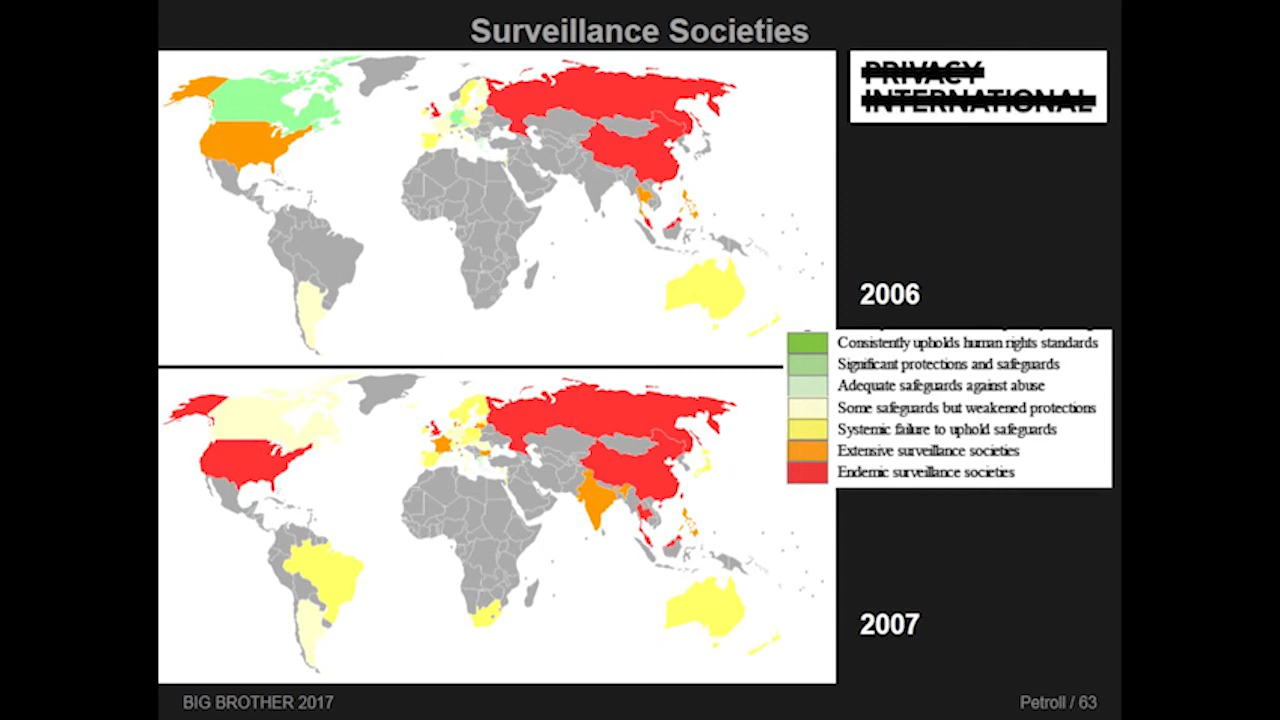 Surveillance Societies
PRIVACY
INTERNATIONAL
2006
Consistently upholds human rights standards
Significant protections and safeguards
Adequate safeguards against abuse
Some safeguards but weakened protections
Systemic failure to uphold safeguards
Extensive surveillance societies
Endemic surveillance societies
2007
BIG BROTHER 2017
Petroll / 63